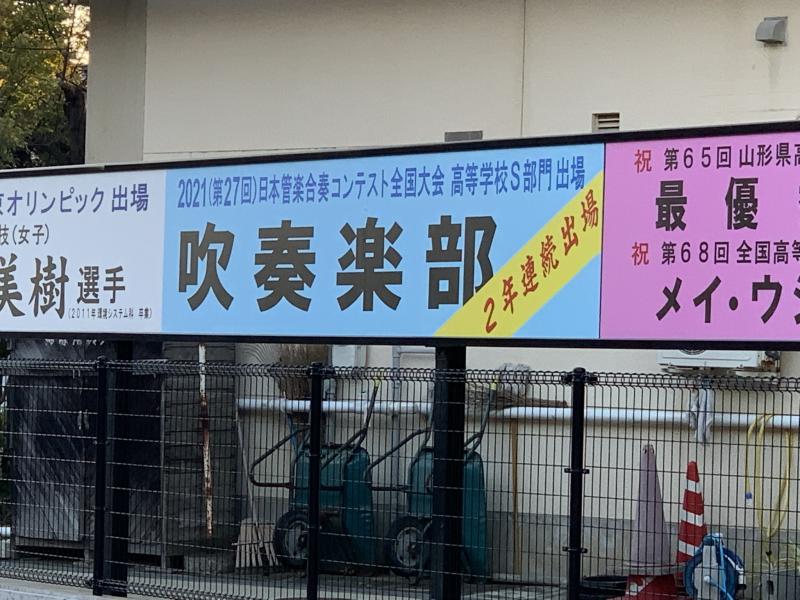 京オリンピック 出場
技(女子)
美樹 選手
(2011年 環境システム科 卒業)
2021(第27回)日本管楽合奏コンテスト全国大会 高等学校S部門 出場
吹奏楽部
2年連続出場
祝 第65回 山形県高
最優
祝 第68回 全国高等
メイ・ウシ